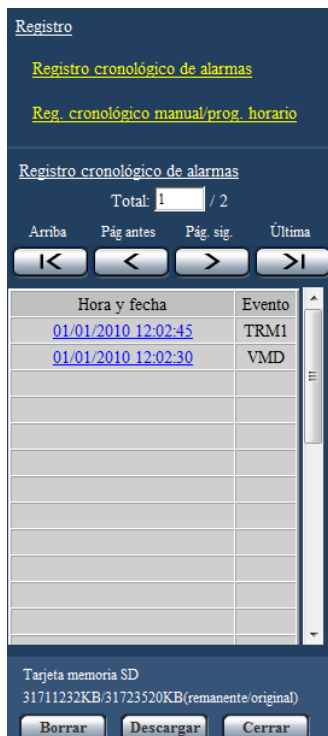 Registro
Registro cronológico de alarmas
Reg. cronológico manual/prog. horario
Registro cronológico de alarmas
Total: 1 / 2
Arriba Pág antes Pág. sig. Última
Hora y fecha Evento
01/01/2010 12:02:45 TRM1
01/01/2010 12:02:30 VMD
Tarjeta memoria SD
31711232KB/31723520KB(remanente/original)
Borrar Descargar Cerrar